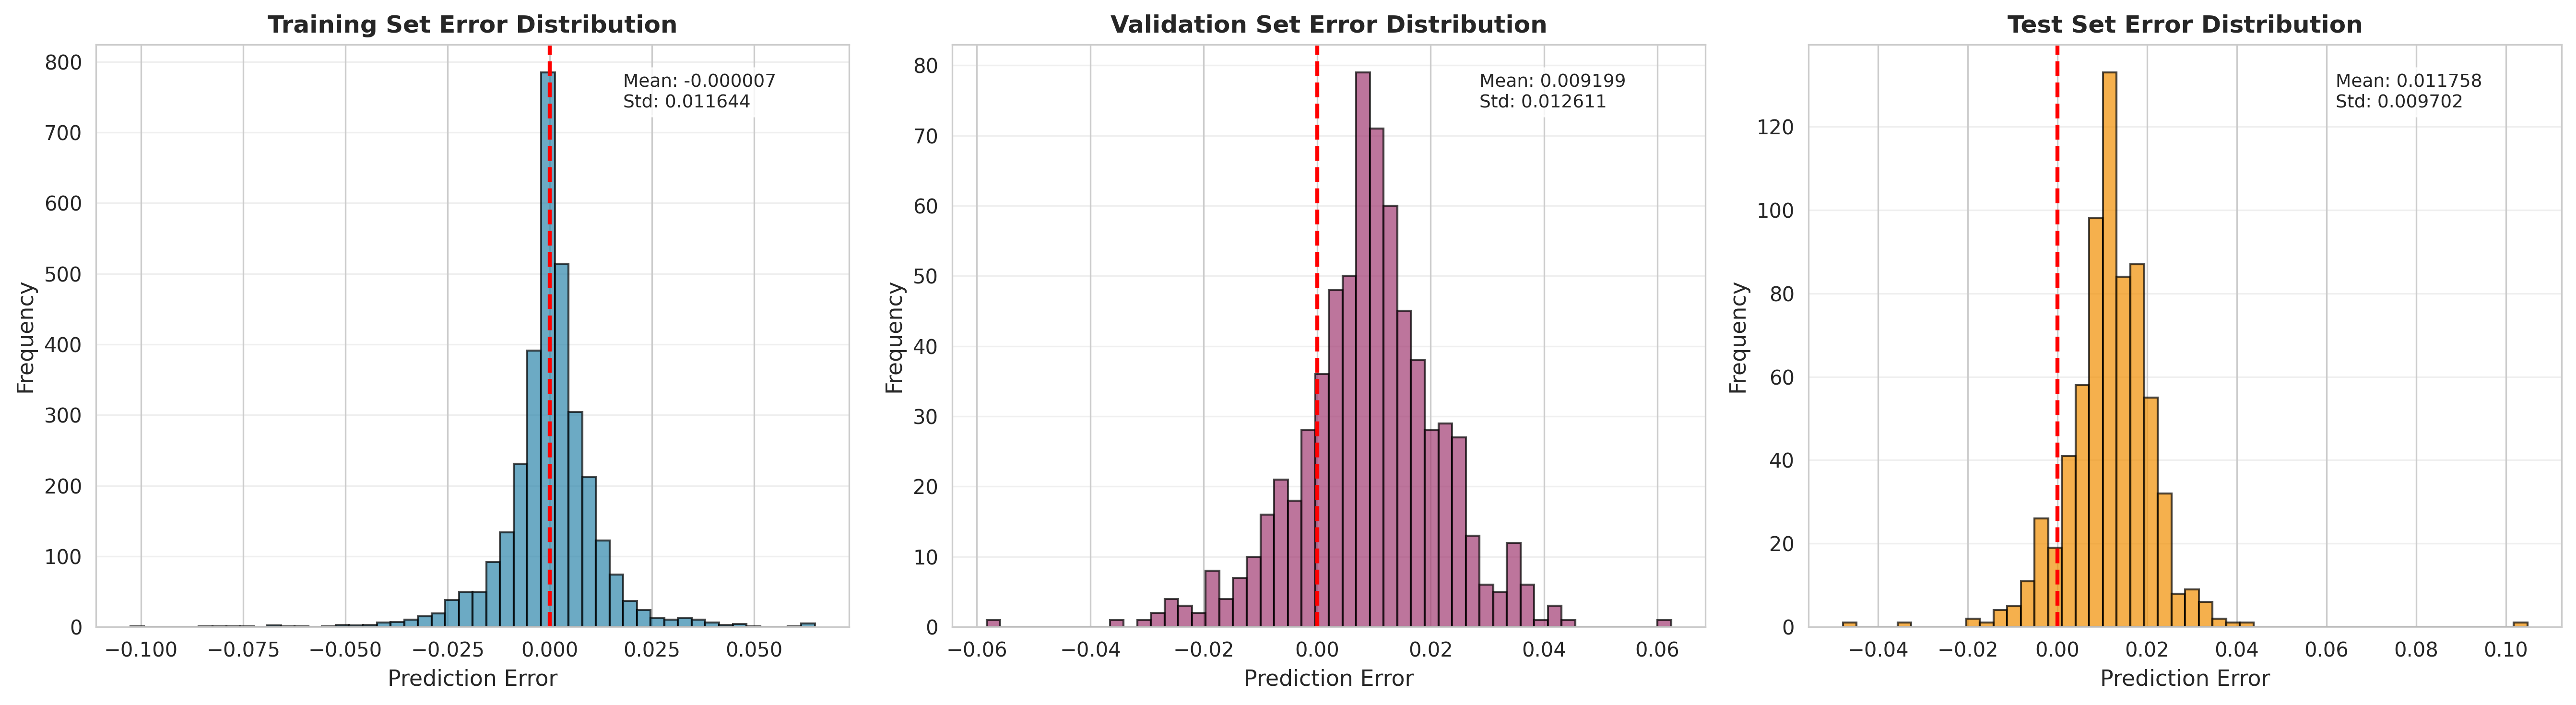 Training Set Error Distribution
Mean: -0.000007
Std: 0.011644
800
700
600
500
400
300
200
100
0
Frequency
−0.100 −0.075 −0.050 −0.025 0.000 0.025 0.050
Prediction Error
Validation Set Error Distribution
Mean: 0.009199
Std: 0.012611
80
70
60
50
40
30
20
10
0
Frequency
−0.06 −0.04 −0.02 0.00 0.02 0.04 0.06
Prediction Error
Test Set Error Distribution
Mean: 0.011758
Std: 0.009702
120
100
80
60
40
20
0
Frequency
−0.04 −0.02 0.00 0.02 0.04 0.06 0.08 0.10
Prediction Error